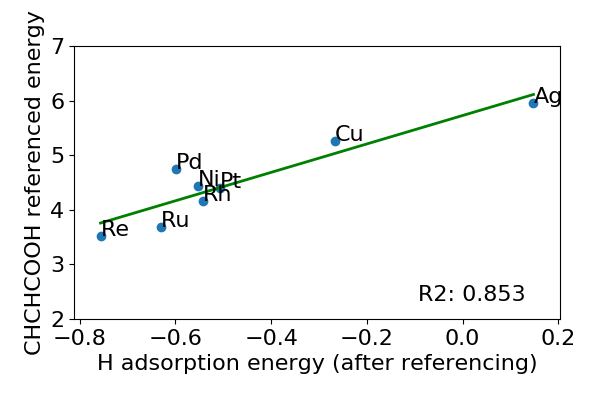 CHCHCOOH referenced energy
7
6
5
4
3
2
Ag
Cu
Pd
Ni
Pt
Rh
Ru
Re
R2: 0.853
−0.8 −0.6 −0.4 −0.2 0.0 0.2
H adsorption energy (after referencing)